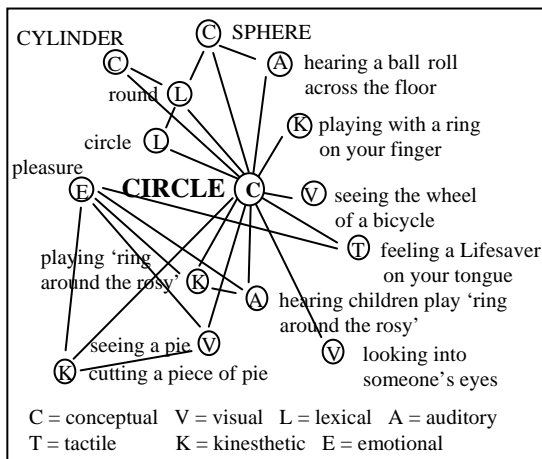 SPHERE
C
CYLINDER
C
A
hearing a ball roll
across the floor
round
L
K
playing with a ring
on your finger
circle
L
pleasure
E
CIRCLE
C
V
seeing the wheel
of a bicycle
T
feeling a Lifesaver
on your tongue
playing ‘ring
around the rosy’
K
A
hearing children play ‘ring
around the rosy’
seeing a pie
V
V
looking into
someone’s eyes
K
cutting a piece of pie
C = conceptual V = visual L = lexical A = auditory
T = tactile K = kinesthetic E = emotional